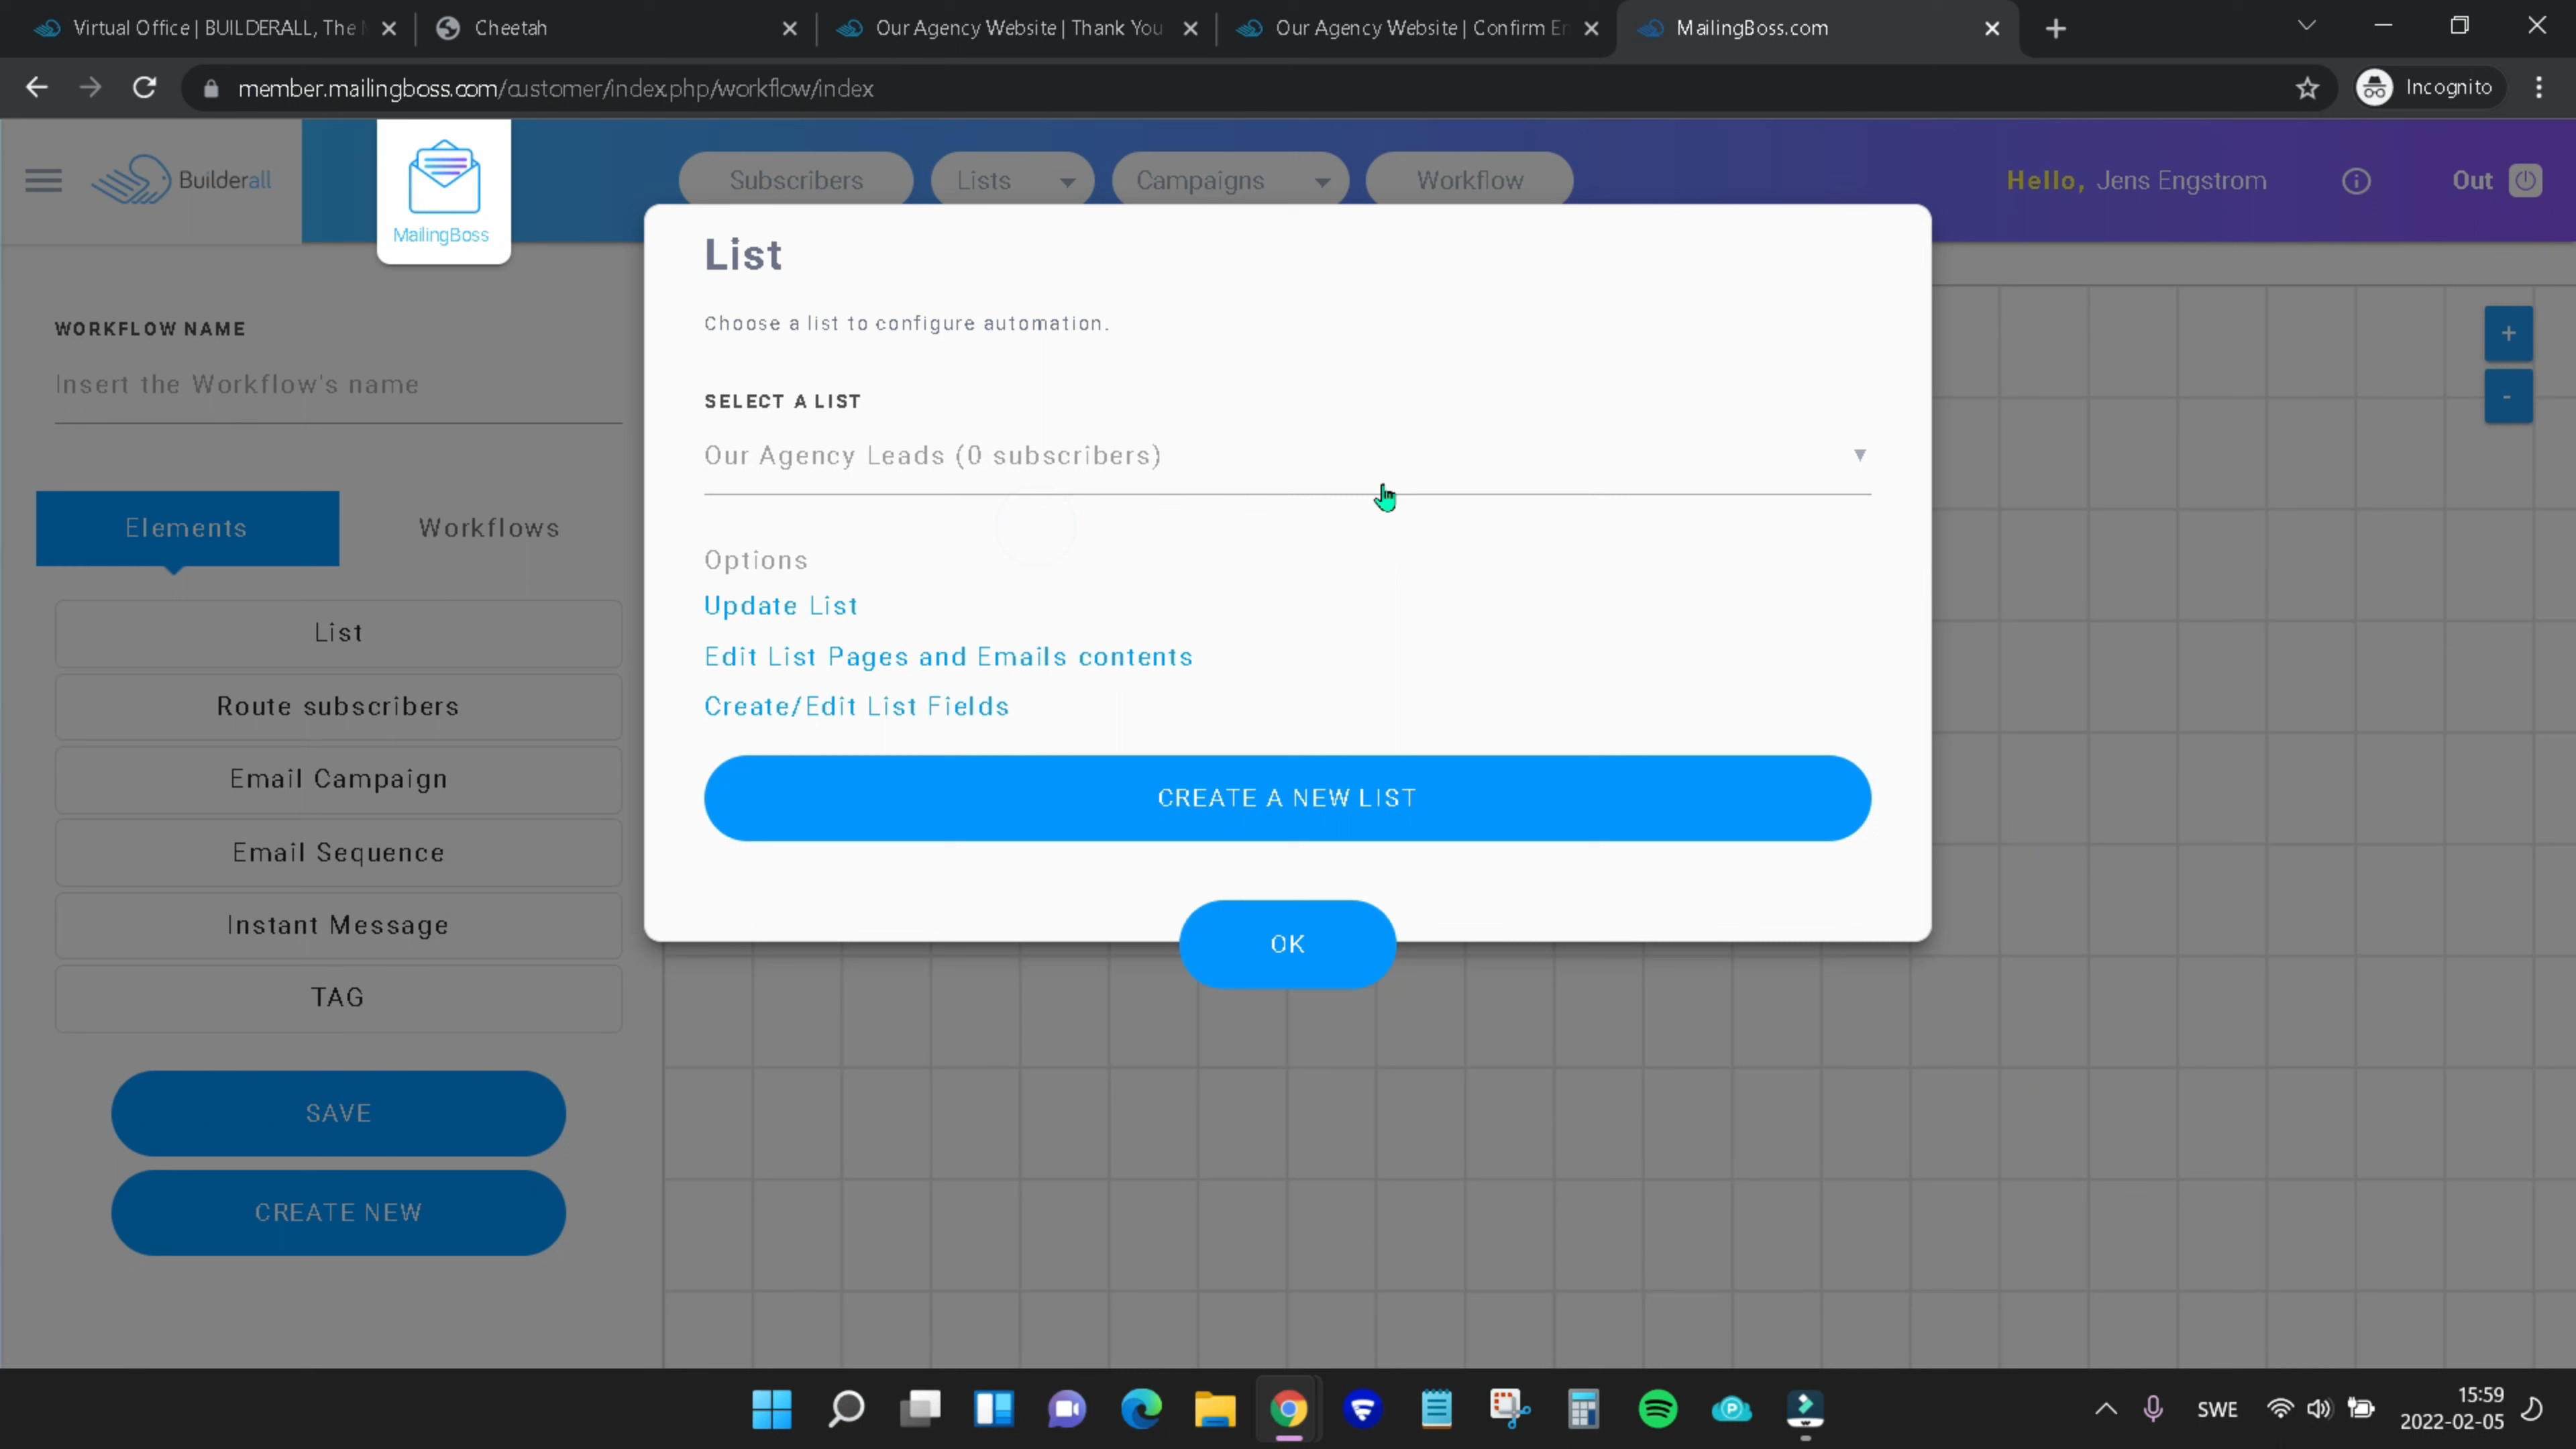 Virtual Office | BUILDERALL, The
Cheetah
Our Agency Website | Thank You
Our Agency Website | Confirm Em
MailingBoss.com
member.mailingboss.com/customer/index.php/workflow/index
Incognito
Builderall
MailingBoss
Subscribers
Lists
Campaigns
Workflow
Hello, Jens Engstrom
Out
List
Choose a list to configure automation.
SELECT A LIST
Our Agency Leads (0 subscribers)
Options
Update List
Edit List Pages and Emails contents
Create/Edit List Fields
CREATE A NEW LIST
OK
WORKFLOW NAME
Insert the Workflow's name
Elements
Workflows
List
Route subscribers
Email Campaign
Email Sequence
Instant Message
TAG
SAVE
CREATE NEW
+
-
SWE
15:59
2022-02-05